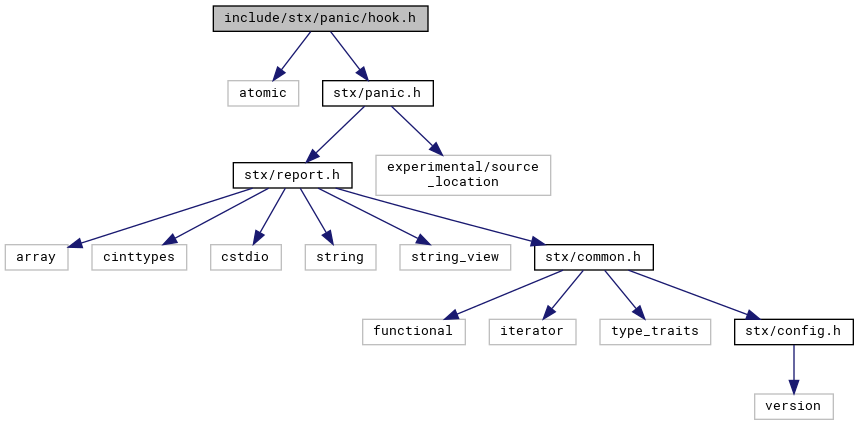 include/stx/panic/hook.h
atomic
stx/panic.h
experimental/source
_location
stx/report.h
array
cinttypes
cstdio
string
string_view
stx/common.h
functional
iterator
type_traits
stx/config.h
version